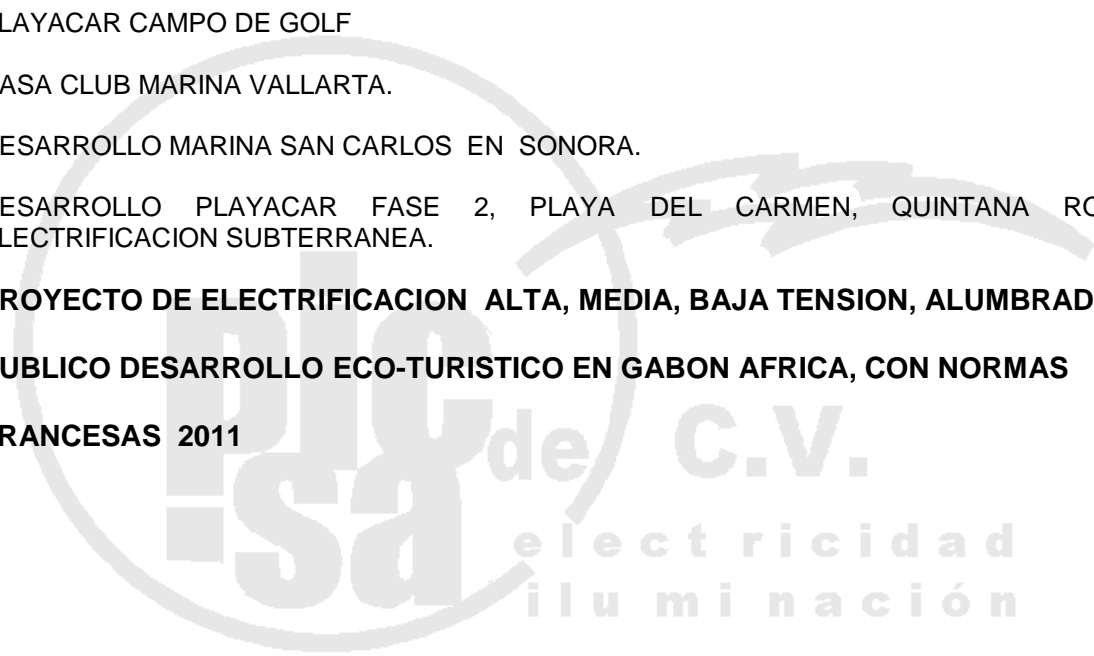 LAYACAR CAMPO DE GOLF
ASA CLUB MARINA VALLARTA.
ESARROLLO MARINA SAN CARLOS EN SONORA.
ESARROLLO PLAYACAR FASE 2, PLAYA DEL CARMEN, QUINTANA RO
LECTRIFICACION SUBTERRANEA.
ROYECTO DE ELECTRIFICACION ALTA, MEDIA, BAJA TENSION, ALUMBRAD
UBLICO DESARROLLO ECO-TURISTICO EN GABON AFRICA, CON NORMAS
RANCESAS 2011
plc
sa de C.V.
electricidad
iluminación